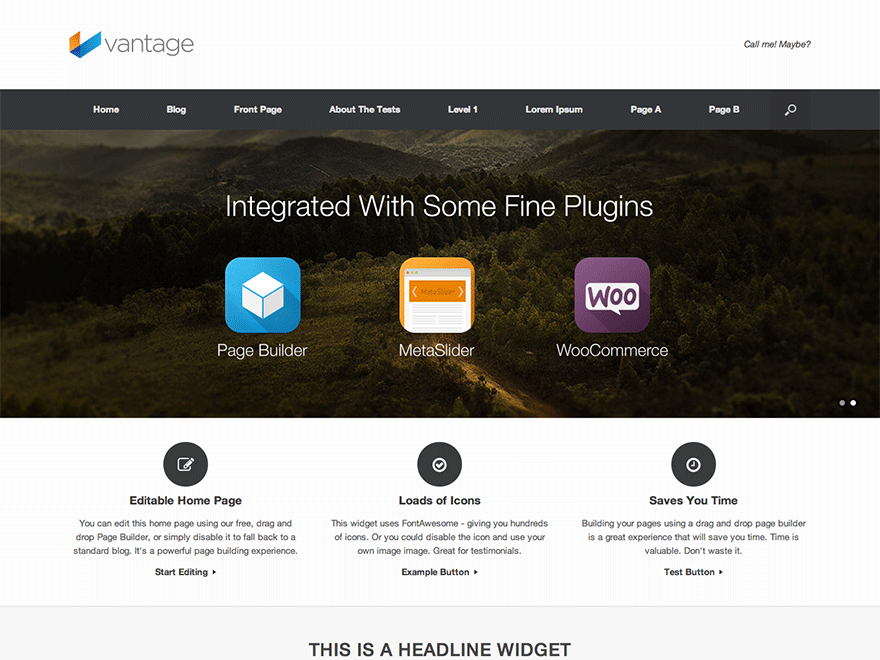 vantage
Call me! Maybe?
Home Blog Front Page About The Tests Level 1 Lorem Ipsum Page A Page B
Integrated With Some Fine Plugins
MetaSlider
WOO
Page Builder MetaSlider WooCommerce
Editable Home Page
You can edit this home page using our free, drag and
drop Page Builder, or simply disable it to fall back to a
standard blog. It's a powerful page building experience.
Start Editing
Loads of Icons
This widget uses FontAwesome - giving you hundreds
of icons. Or you could disable the icon and use your
own image image. Great for testimonials.
Example Button
Saves You Time
Building your pages using a drag and drop page builder
is a great experience that will save you time. Time is
valuable. Don't waste it.
Test Button
THIS IS A HEADLINE WIDGET